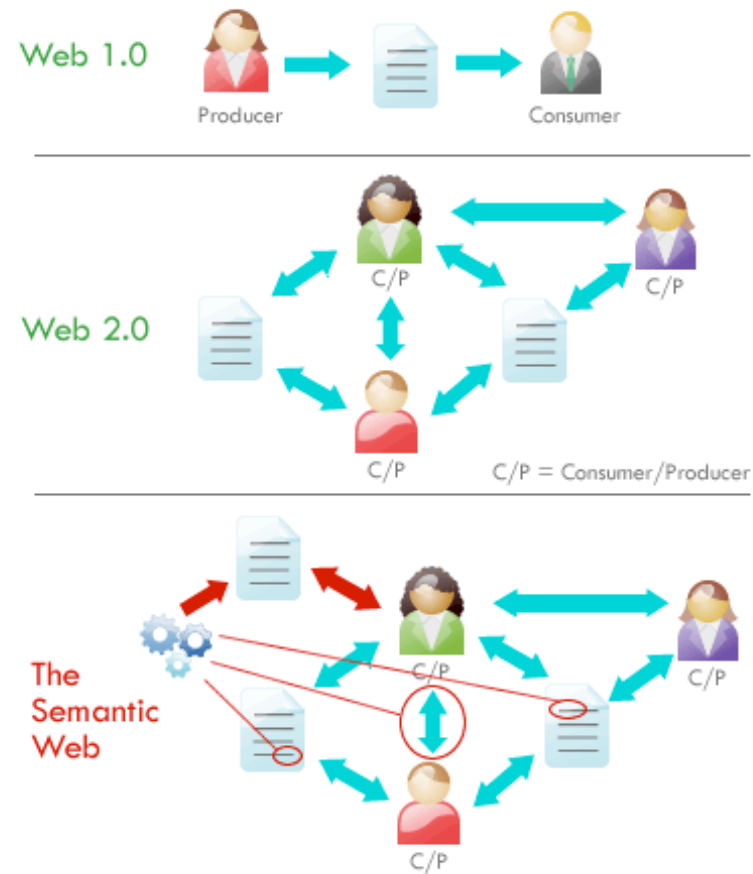 Web 1.0
Producer
Consumer
C/P
C/P
Web 2.0
C/P
C/P = Consumer/Producer
C/P
C/P
The
Semantic
Web
C/P